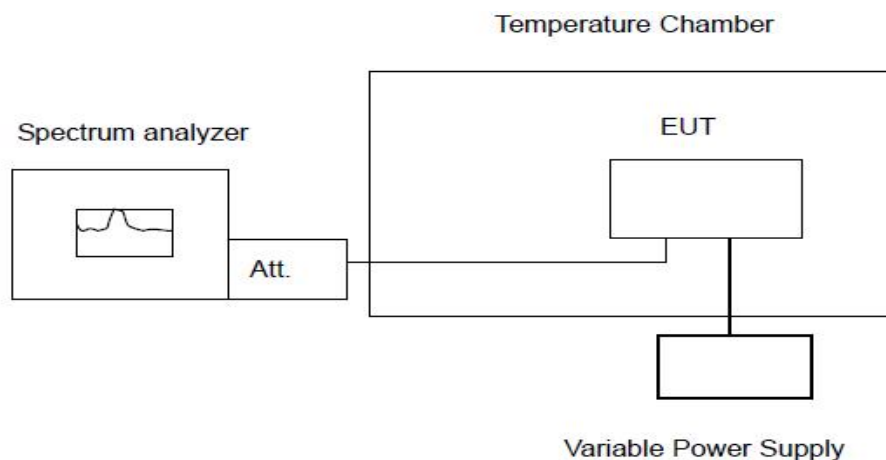 Temperature Chamber
Spectrum analyzer
EUT
Att.
Variable Power Supply